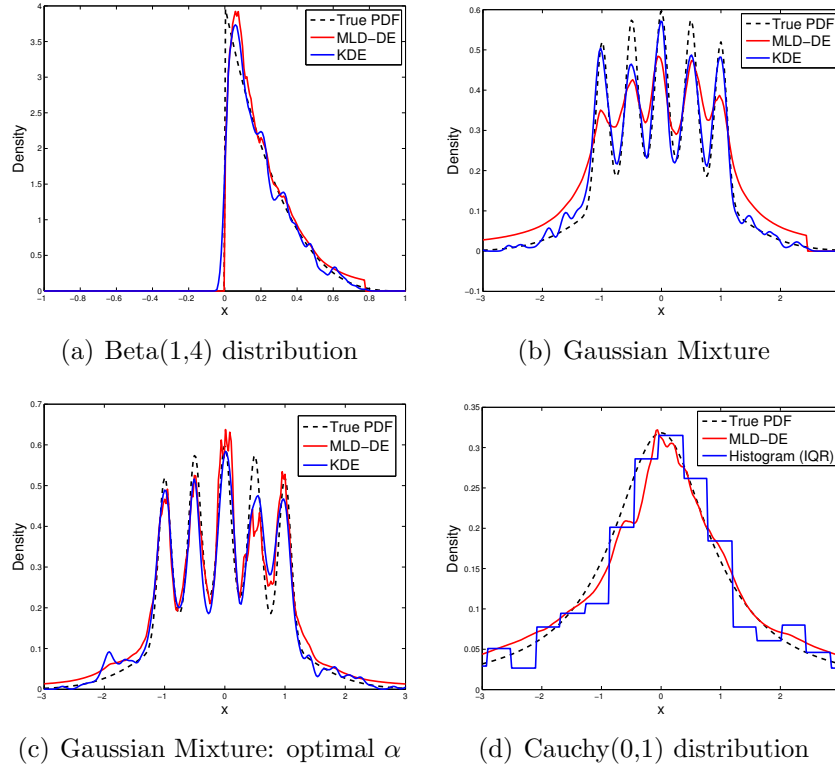 4
3.5
3
2.5
2
1.5
1
0.5
0
-1
-0.8
-0.6
-0.4
-0.2
0
0.2
0.4
0.6
0.8
1
Density
x
True PDF
MLD-DE
KDE
(a) Beta(1,4) distribution
0.6
0.5
0.4
0.3
0.2
0.1
0
-0.1
-3
-2
-1
0
1
2
Density
x
True PDF
MLD-DE
KDE
(b) Gaussian Mixture
0.7
0.6
0.5
0.4
0.3
0.2
0.1
0
-3
-2
-1
0
1
2
3
Density
x
True PDF
MLD-DE
KDE
(c) Gaussian Mixture: optimal α
0.35
0.3
0.25
0.2
0.15
0.1
0.05
0
-3
-2
-1
0
1
2
Density
x
True PDF
MLD-DE
Histogram (IQR)
(d) Cauchy(0,1) distribution